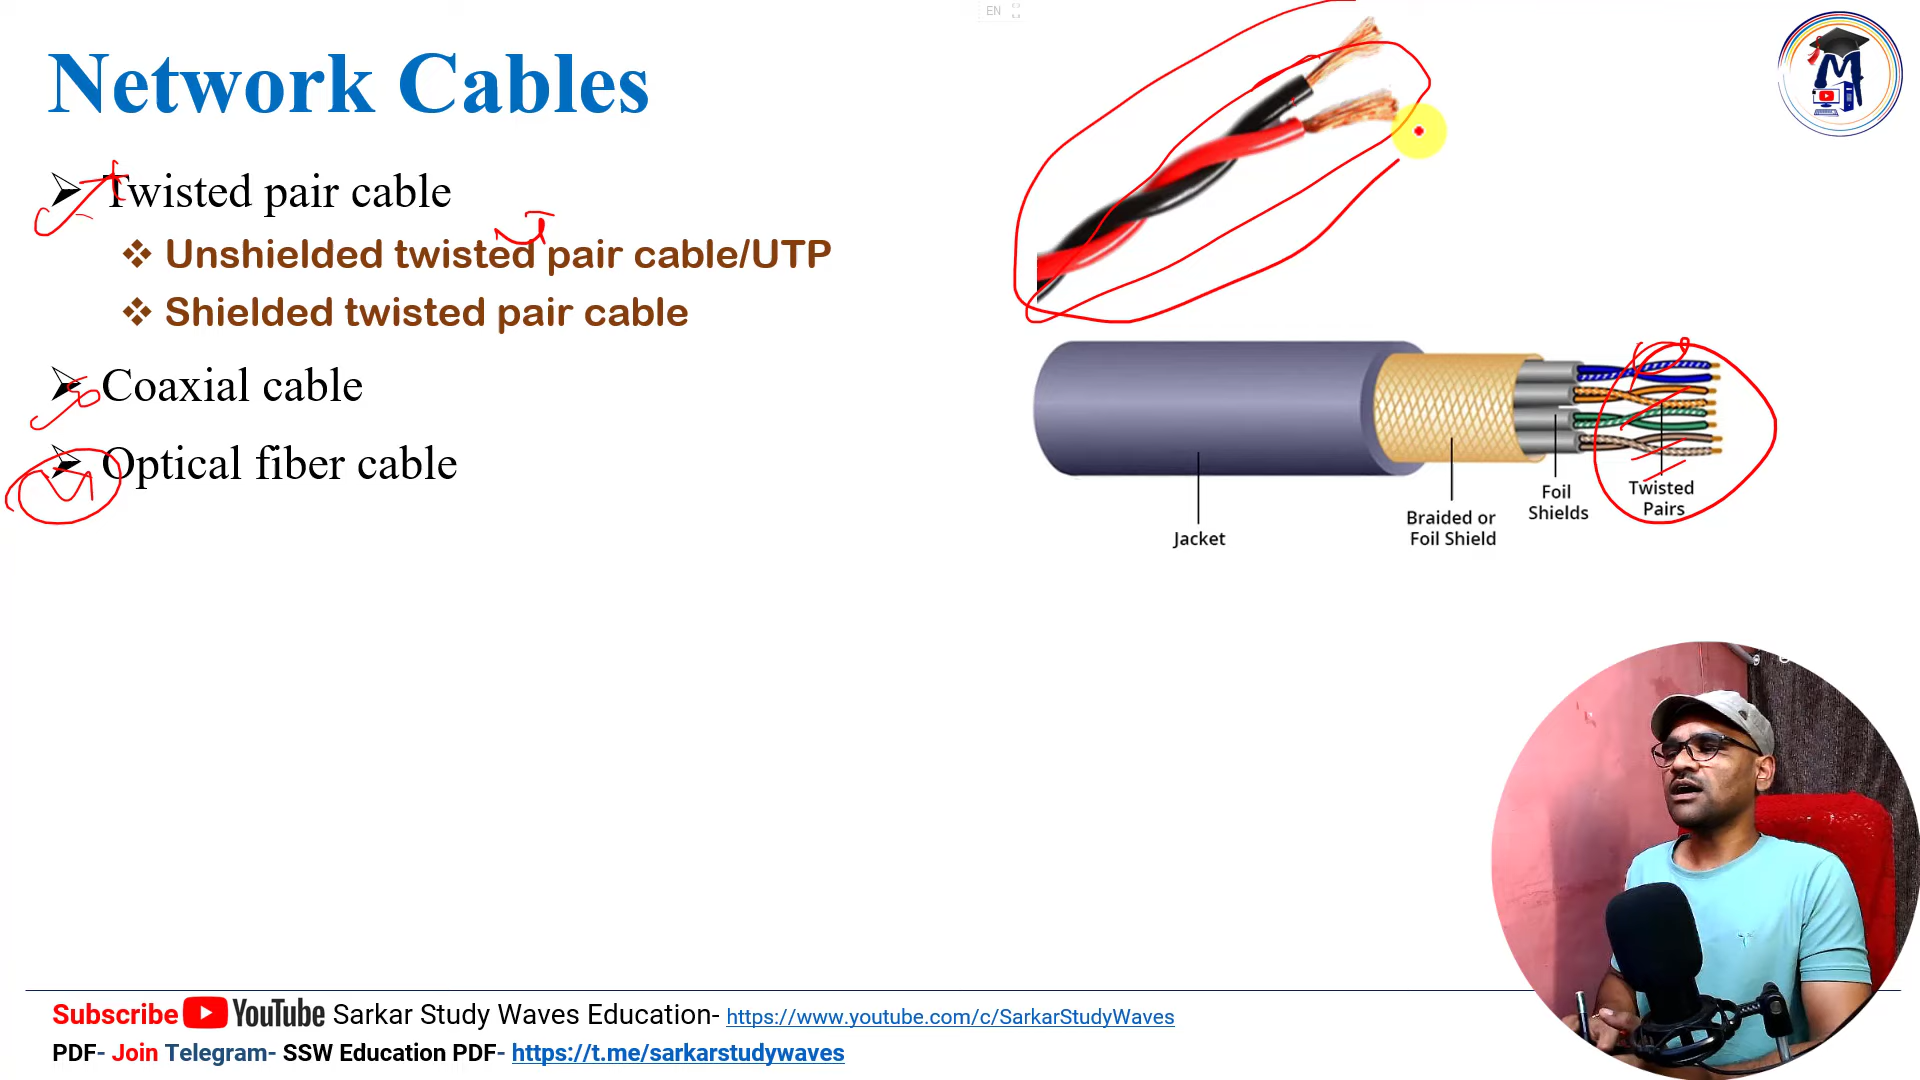 EN
Network Cables
Twisted pair cable
Unshielded twisted pair cable/UTP
Shielded twisted pair cable
Coaxial cable
Optical fiber cable
Jacket
Braided or
Foil Shield
Foil
Shields
Twisted
Pairs
Subscribe YouTube Sarkar Study Waves Education- https://www.youtube.com/c/SarkarStudyWaves
PDF- Join Telegram- SSW Education PDF- https://t.me/sarkarstudywaves